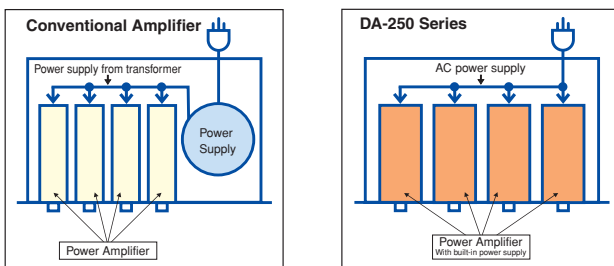 Conventional Amplifier
Power supply from transformer
Power
Supply
Power Amplifier
DA-250 Series
AC power supply
Power Amplifier
With built-in power supply